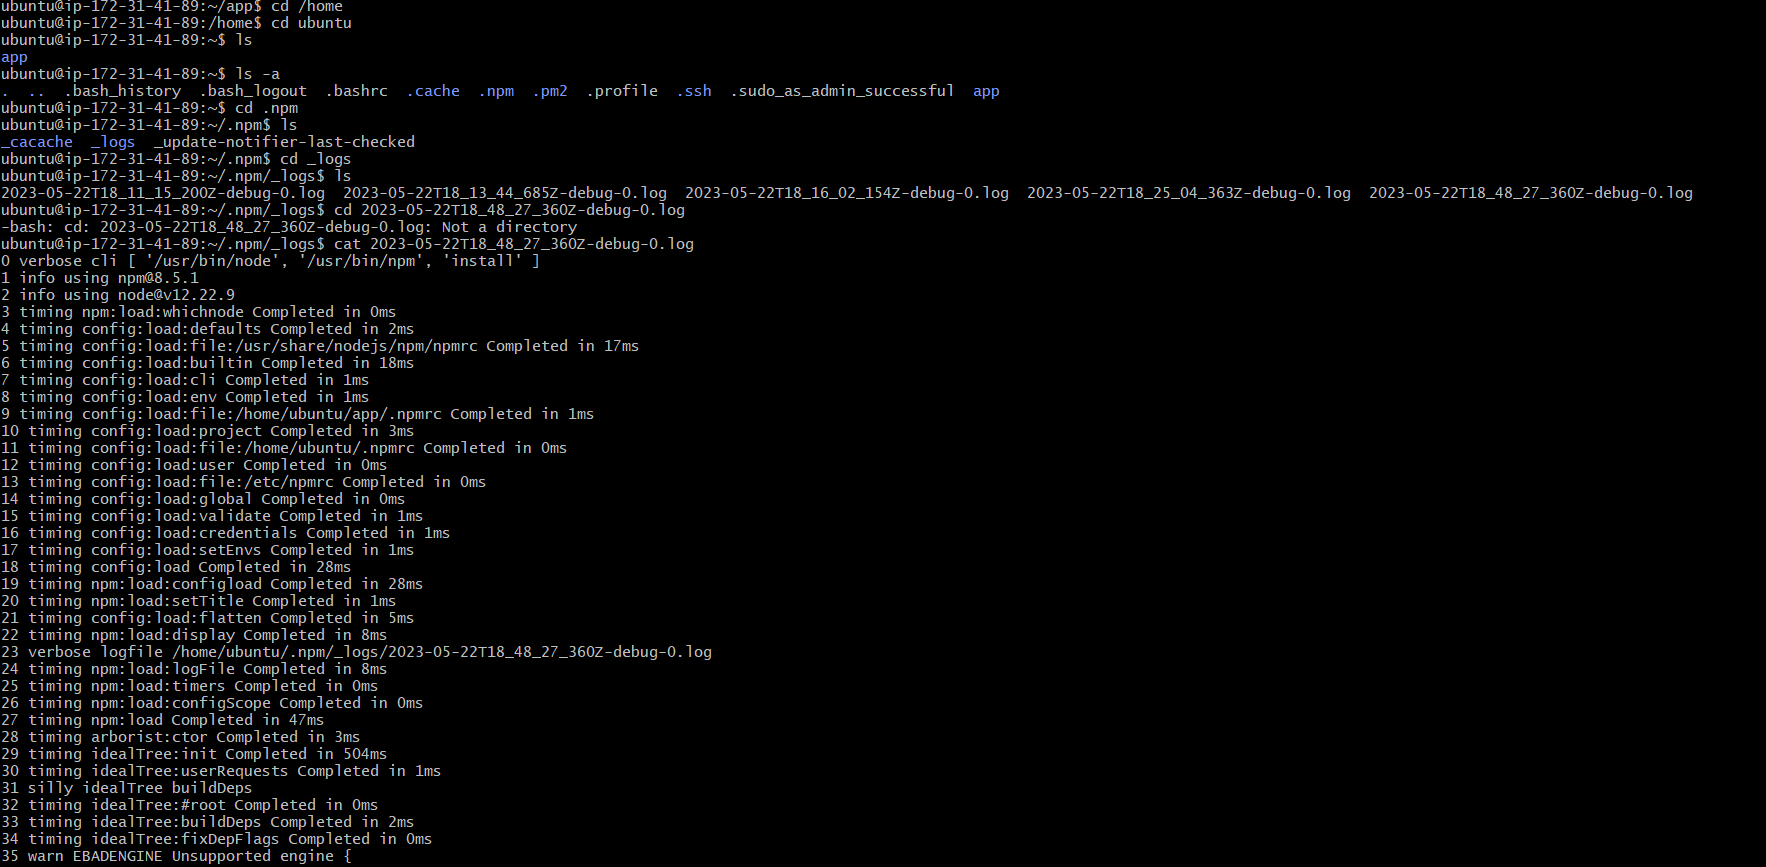 ubuntu@ip-172-31-41-89:~/app$ cd /home
ubuntu@ip-172-31-41-89:/home$ cd ubuntu
ubuntu@ip-172-31-41-89:~$ ls
app
ubuntu@ip-172-31-41-89:~$ ls -a
.  ..  .bash_history  .bash_logout  .bashrc  .cache  .npm  .pm2  .profile  .ssh  .sudo_as_admin_successful  app
ubuntu@ip-172-31-41-89:~$ cd .npm
ubuntu@ip-172-31-41-89:~/.npm$ ls
_cacache  _logs  _update-notifier-last-checked
ubuntu@ip-172-31-41-89:~/.npm$ cd _logs
ubuntu@ip-172-31-41-89:~/.npm/_logs$ ls
2023-05-22T18_11_15_200Z-debug-0.log  2023-05-22T18_13_44_685Z-debug-0.log  2023-05-22T18_16_02_154Z-debug-0.log  2023-05-22T18_25_04_363Z-debug-0.log  2023-05-22T18_48_27_360Z-debug-0.log
ubuntu@ip-172-31-41-89:~/.npm/_logs$ cd 2023-05-22T18_48_27_360Z-debug-0.log
-bash: cd: 2023-05-22T18_48_27_360Z-debug-0.log: Not a directory
ubuntu@ip-172-31-41-89:~/.npm/_logs$ cat 2023-05-22T18_48_27_360Z-debug-0.log
0 verbose cli [ '/usr/bin/node', '/usr/bin/npm', 'install' ]
1 info using npm@8.5.1
2 info using node@v12.22.9
3 timing npm:load:whichnode Completed in 0ms
4 timing config:load:defaults Completed in 2ms
5 timing config:load:file:/usr/share/nodejs/npm/npmrc Completed in 17ms
6 timing config:load:builtin Completed in 18ms
7 timing config:load:cli Completed in 1ms
8 timing config:load:env Completed in 1ms
9 timing config:load:file:/home/ubuntu/app/.npmrc Completed in 1ms
10 timing config:load:project Completed in 3ms
11 timing config:load:file:/home/ubuntu/.npmrc Completed in 0ms
12 timing config:load:user Completed in 0ms
13 timing config:load:file:/etc/npmrc Completed in 0ms
14 timing config:load:global Completed in 0ms
15 timing config:load:validate Completed in 1ms
16 timing config:load:credentials Completed in 1ms
17 timing config:load:setEnvs Completed in 1ms
18 timing config:load Completed in 28ms
19 timing npm:load:configload Completed in 28ms
20 timing npm:load:setTitle Completed in 1ms
21 timing config:load:flatten Completed in 5ms
22 timing npm:load:display Completed in 8ms
23 verbose logfile /home/ubuntu/.npm/_logs/2023-05-22T18_48_27_360Z-debug-0.log
24 timing npm:load:logFile Completed in 8ms
25 timing npm:load:timers Completed in 0ms
26 timing npm:load:configScope Completed in 0ms
27 timing npm:load Completed in 47ms
28 timing arborist:ctor Completed in 3ms
29 timing idealTree:init Completed in 504ms
30 timing idealTree:userRequests Completed in 1ms
31 silly idealTree buildDeps
32 timing idealTree:#root Completed in 0ms
33 timing idealTree:buildDeps Completed in 2ms
34 timing idealTree:fixDepFlags Completed in 0ms
35 warn EBADENGINE Unsupported engine {